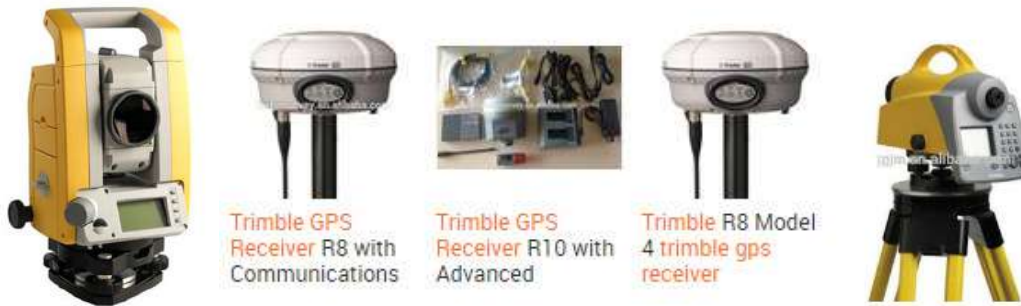 Trimble GPS
Receiver R8 with
Communications
Trimble GPS
Receiver R10 with
Advanced
Trimble R8 Model
4 trimble gps
receiver